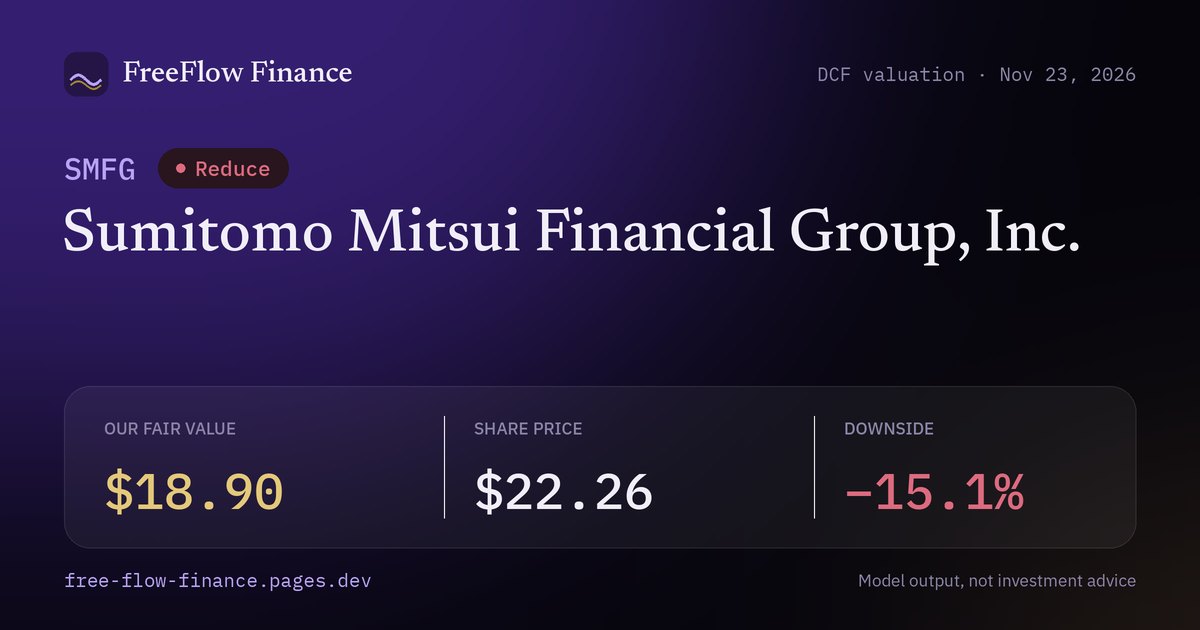 FreeFlow Finance
DCF valuation · Nov 23, 2026
SMFG
Reduce
Sumitomo Mitsui Financial Group, Inc.
OUR FAIR VALUE
$18.90
SHARE PRICE
$22.26
DOWNSIDE
−15.1%
free-flow-finance.pages.dev
Model output, not investment advice